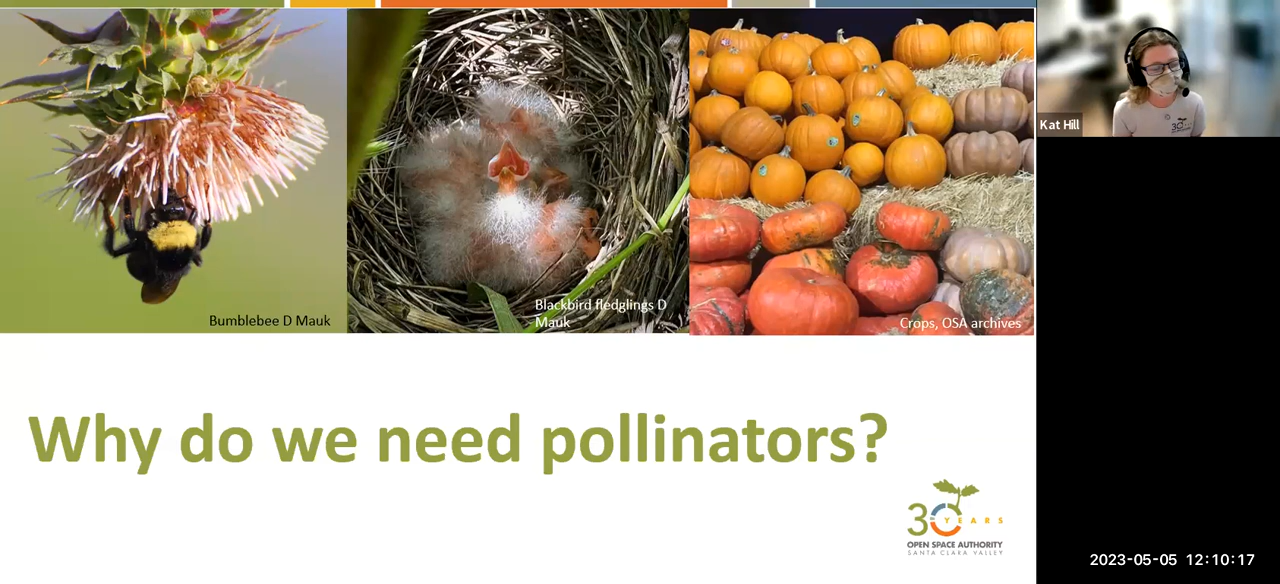 Bumblebee D Mauk
Blackbird fledglings D
Mauk
Crops, OSA archives
Kat Hill
30
Why do we need pollinators?
30
YEARS
OPEN SPACE AUTHORITY
SANTA CLARA VALLEY
2023-05-05 12:10:17